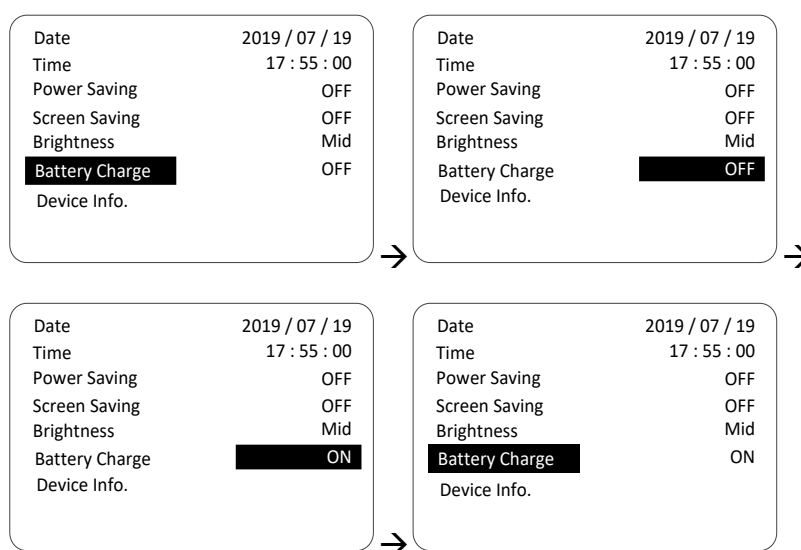 Date 2019 / 07 / 19
Time 17 : 55 : 00
Power Saving OFF
Screen Saving OFF
Brightness Mid
Battery Charge OFF
Device Info.
→
Date 2019 / 07 / 19
Time 17 : 55 : 00
Power Saving OFF
Screen Saving OFF
Brightness Mid
Battery Charge OFF
Device Info.
→
Date 2019 / 07 / 19
Time 17 : 55 : 00
Power Saving OFF
Screen Saving OFF
Brightness Mid
Battery Charge ON
Device Info.
→
Date 2019 / 07 / 19
Time 17 : 55 : 00
Power Saving OFF
Screen Saving OFF
Brightness Mid
Battery Charge ON
Device Info.